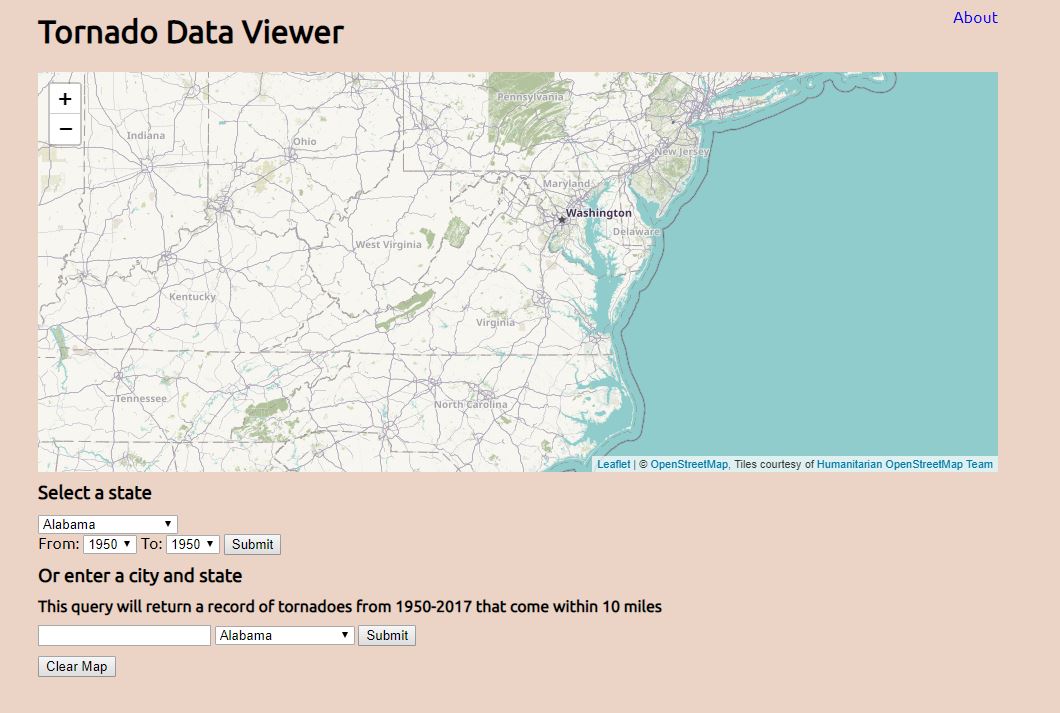 Tornado Data Viewer
About
+
−
Pennsylvania
Indiana
Ohio
New Jersey
Maryland
Washington
Delaware
West Virginia
Kentucky
Virginia
Tennessee
North Carolina
Leaflet | © OpenStreetMap, Tiles courtesy of Humanitarian OpenStreetMap Team
Select a state
Alabama
From: 1950 To: 1950 Submit
Or enter a city and state
This query will return a record of tornadoes from 1950-2017 that come within 10 miles
Alabama Submit
Clear Map